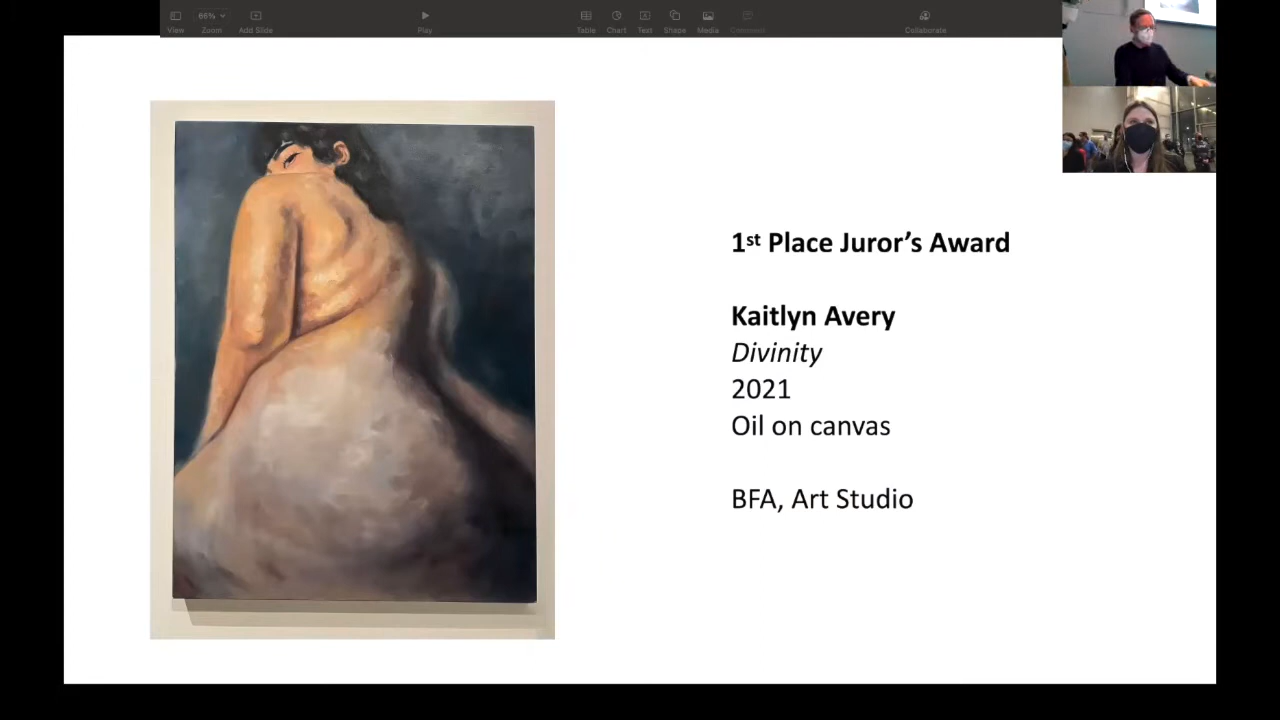 66%
View
Zoom
Add Slide
Play
Table
Chart
Text
Shape
Media
Comment
Collaborate
1st Place Juror’s Award
Kaitlyn Avery
Divinity
2021
Oil on canvas
BFA, Art Studio